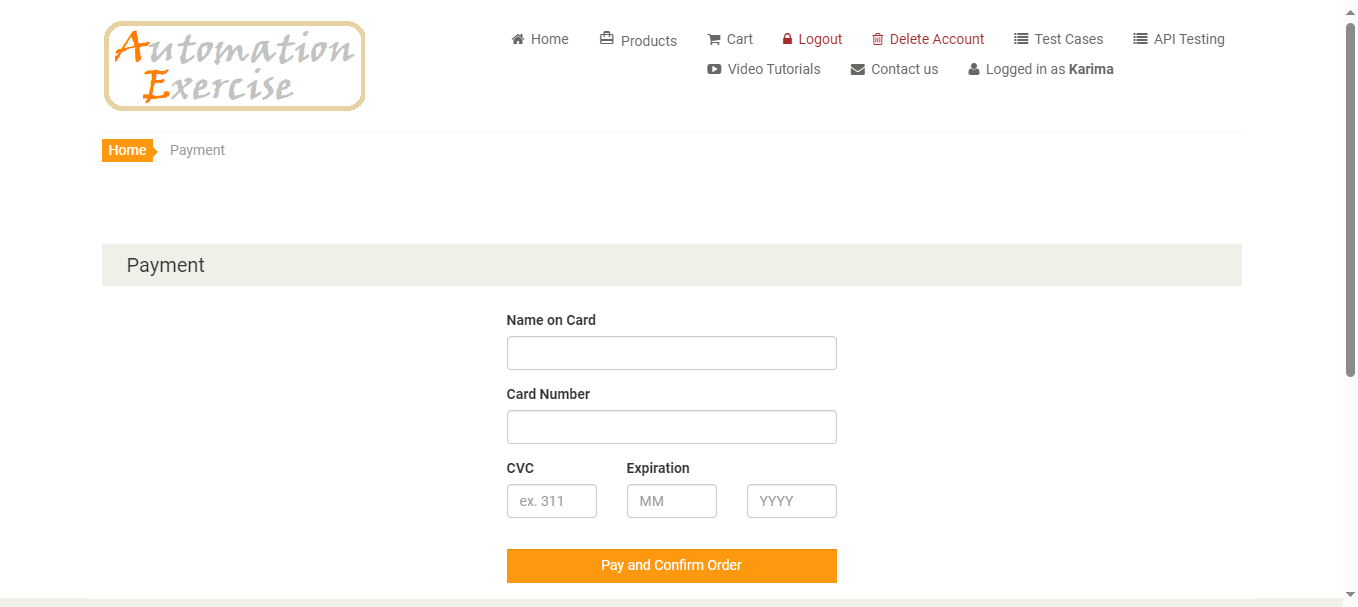 Automation
Exercise
Home Products Cart Logout Delete Account Test Cases API Testing
Video Tutorials Contact us Logged in as Karima
Home Payment
Payment
Name on Card
Card Number
CVC Expiration
ex. 311 MM YYYY
Pay and Confirm Order